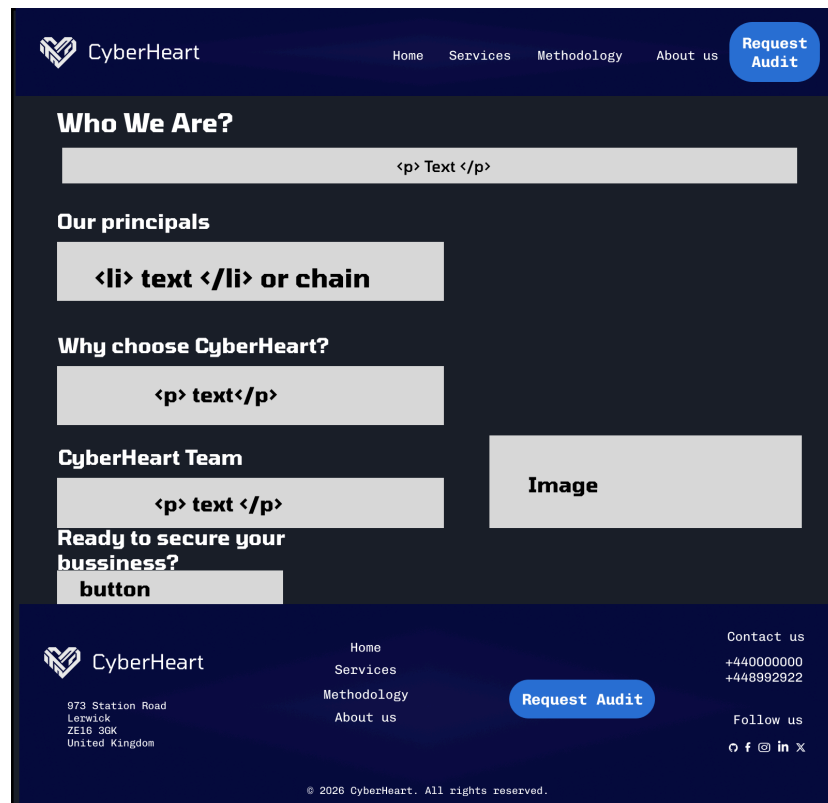 CyberHeart
Home Services Methodology About us
Request
Audit
Who We Are?
<p> Text </p>
Our principals
<li> text </li> or chain
Why choose CyberHeart?
<p> text</p>
CyberHeart Team
<p> text </p>
Image
Ready to secure your
bussiness?
button
CyberHeart
973 Station Road
Lerwick
ZE16 3GK
United Kingdom
Home
Services
Methodology
About us
Request Audit
Contact us
+440000000
+448992922
Follow us
© 2026 CyberHeart. All rights reserved.